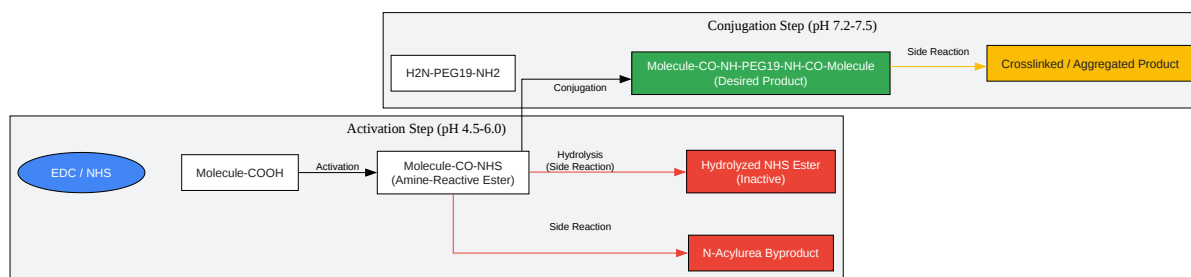 Conjugation Step (pH 7.2-7.5)
H2N-PEG19-NH2
Conjugation
Molecule-CO-NH-PEG19-NH-CO-Molecule
(Desired Product)
Side Reaction
Crosslinked / Aggregated Product
Activation Step (pH 4.5-6.0)
EDC / NHS
Molecule-COOH
Activation
Molecule-CO-NHS
(Amine-Reactive Ester)
Hydrolysis
(Side Reaction)
Hydrolyzed NHS Ester
(Inactive)
Side Reaction
N-Acylurea Byproduct